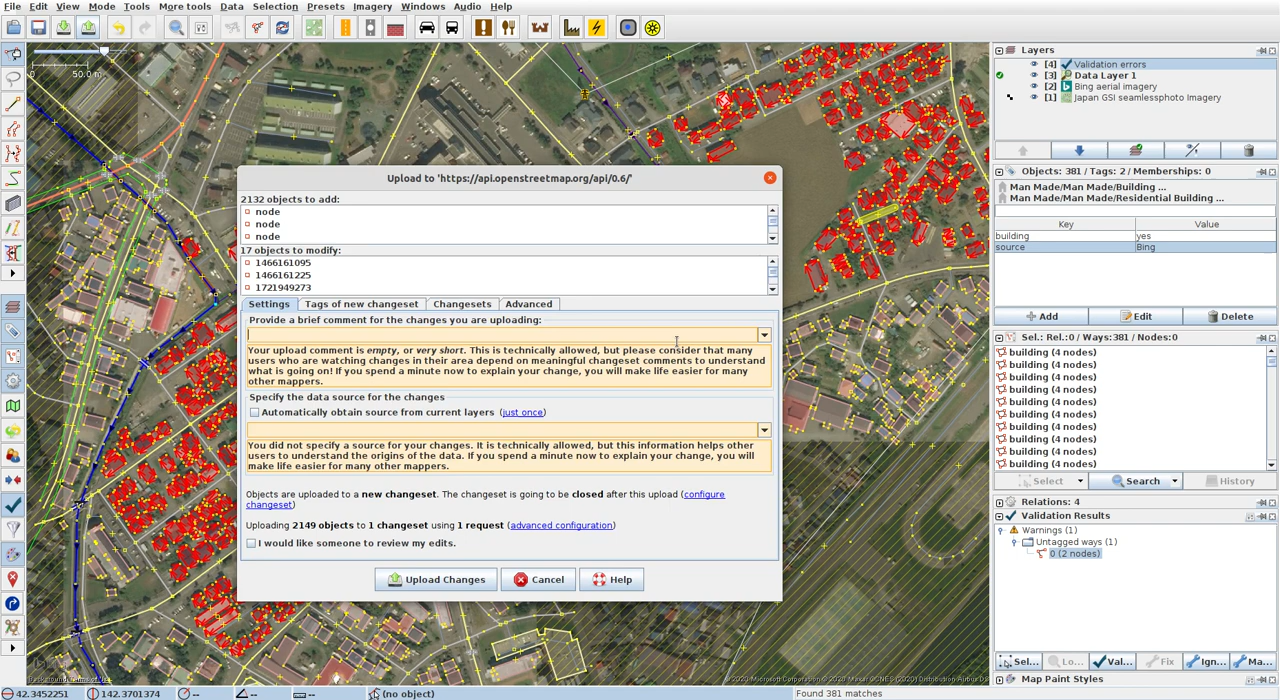 File Edit View Mode Tools More tools Data Selection Presets Imagery Windows Audio Help
0 50.0 m
Upload to 'https://api.openstreetmap.org/api/0.6/'
2132 objects to add:
node
node
node
17 objects to modify:
1466161095
1466161225
1721949273
Settings Tags of new changeset Changesets Advanced
Provide a brief comment for the changes you are uploading:
Your upload comment is empty, or very short. This is technically allowed, but please consider that many
users who are watching changes in their area depend on meaningful changeset comments to understand
what is going on! If you spend a minute now to explain your change, you will make life easier for many
other mappers.
Specify the data source for the changes
Automatically obtain source from current layers (just once)
You did not specify a source for your changes. It is technically allowed, but this information helps other
users to understand the origins of the data. If you spend a minute now to explain your change, you will
make life easier for many other mappers.
Objects are uploaded to a new changeset. The changeset is going to be closed after this upload (configure
changeset)
Uploading 2149 objects to 1 changeset using 1 request (advanced configuration)
I would like someone to review my edits.
Upload Changes Cancel Help
Layers
[4] Validation errors
[3] Data Layer 1
[2] Bing aerial imagery
[1] Japan GSI seamlessphoto Imagery
Objects: 381 / Tags: 2 / Memberships: 0
Man Made/Man Made/Building ...
Man Made/Man Made/Residential Building ...
Key Value
building yes
source Bing
Add Edit Delete
Sel.: Rel.:0 / Ways:381 / Nodes:0
building (4 nodes)
building (4 nodes)
building (4 nodes)
building (4 nodes)
building (4 nodes)
building (4 nodes)
building (4 nodes)
building (4 nodes)
building (4 nodes)
building (4 nodes)
Select Search History
Relations: 4
Validation Results
Warnings (1)
Untagged ways (1)
0 (2 nodes)
Sel... Lo... Val... Fix Ign... Ma...
Map Paint Styles
42.3452251 142.3701374 -- -- -- (no object) Found 381 matches